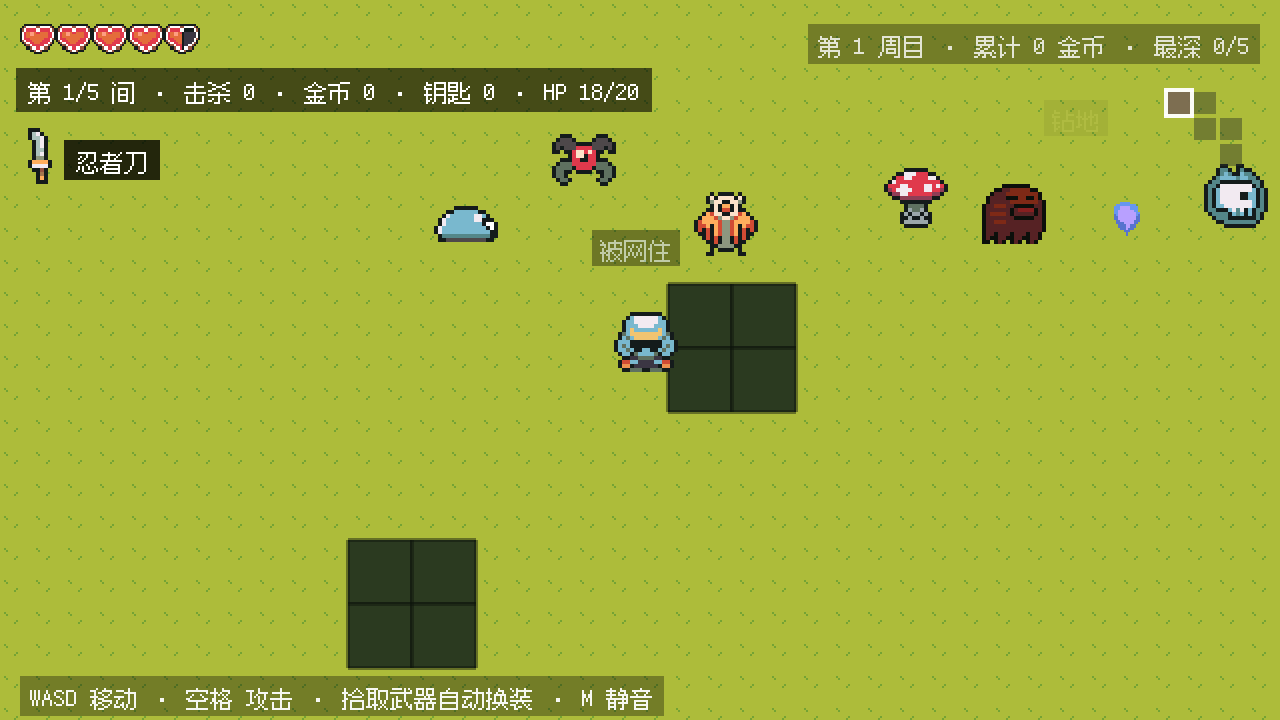 第 1 周目 · 累计 0 金币 · 最深 0/5
第 1/5 间 · 击杀 0 · 金币 0 · 钥匙 0 · HP 18/20
钻地
忍者刀
被网住
WASD 移动 · 空格 攻击 · 拾取武器自动换装 · M 静音